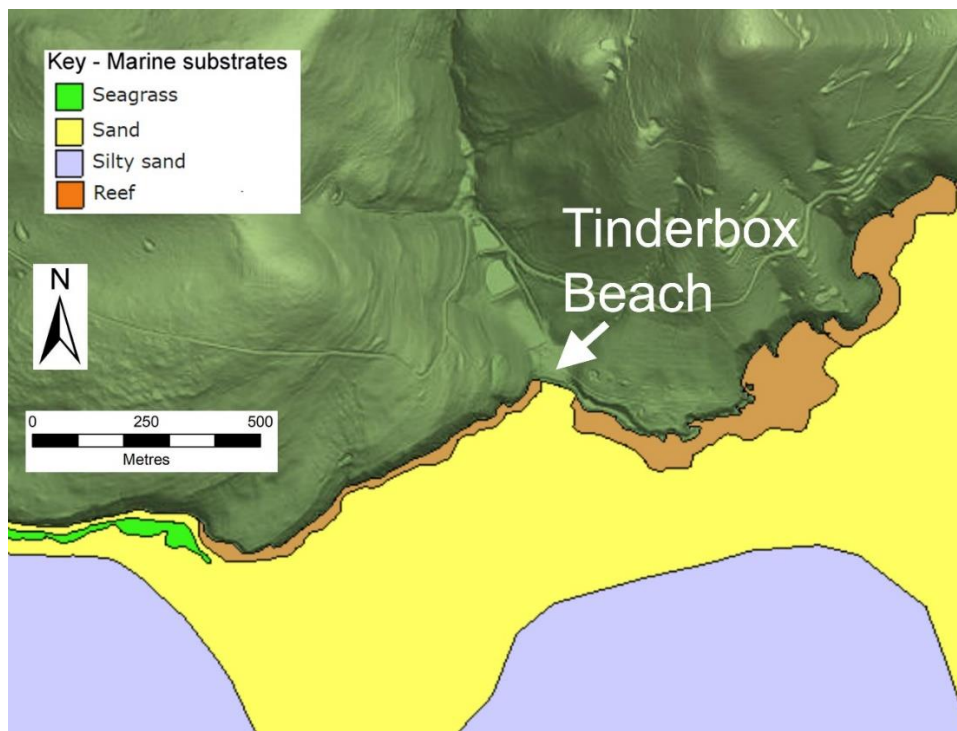 Key - Marine substrates
Seagrass
Sand
Silty sand
Reef
Tinderbox
Beach
N
0 250 500
Metres